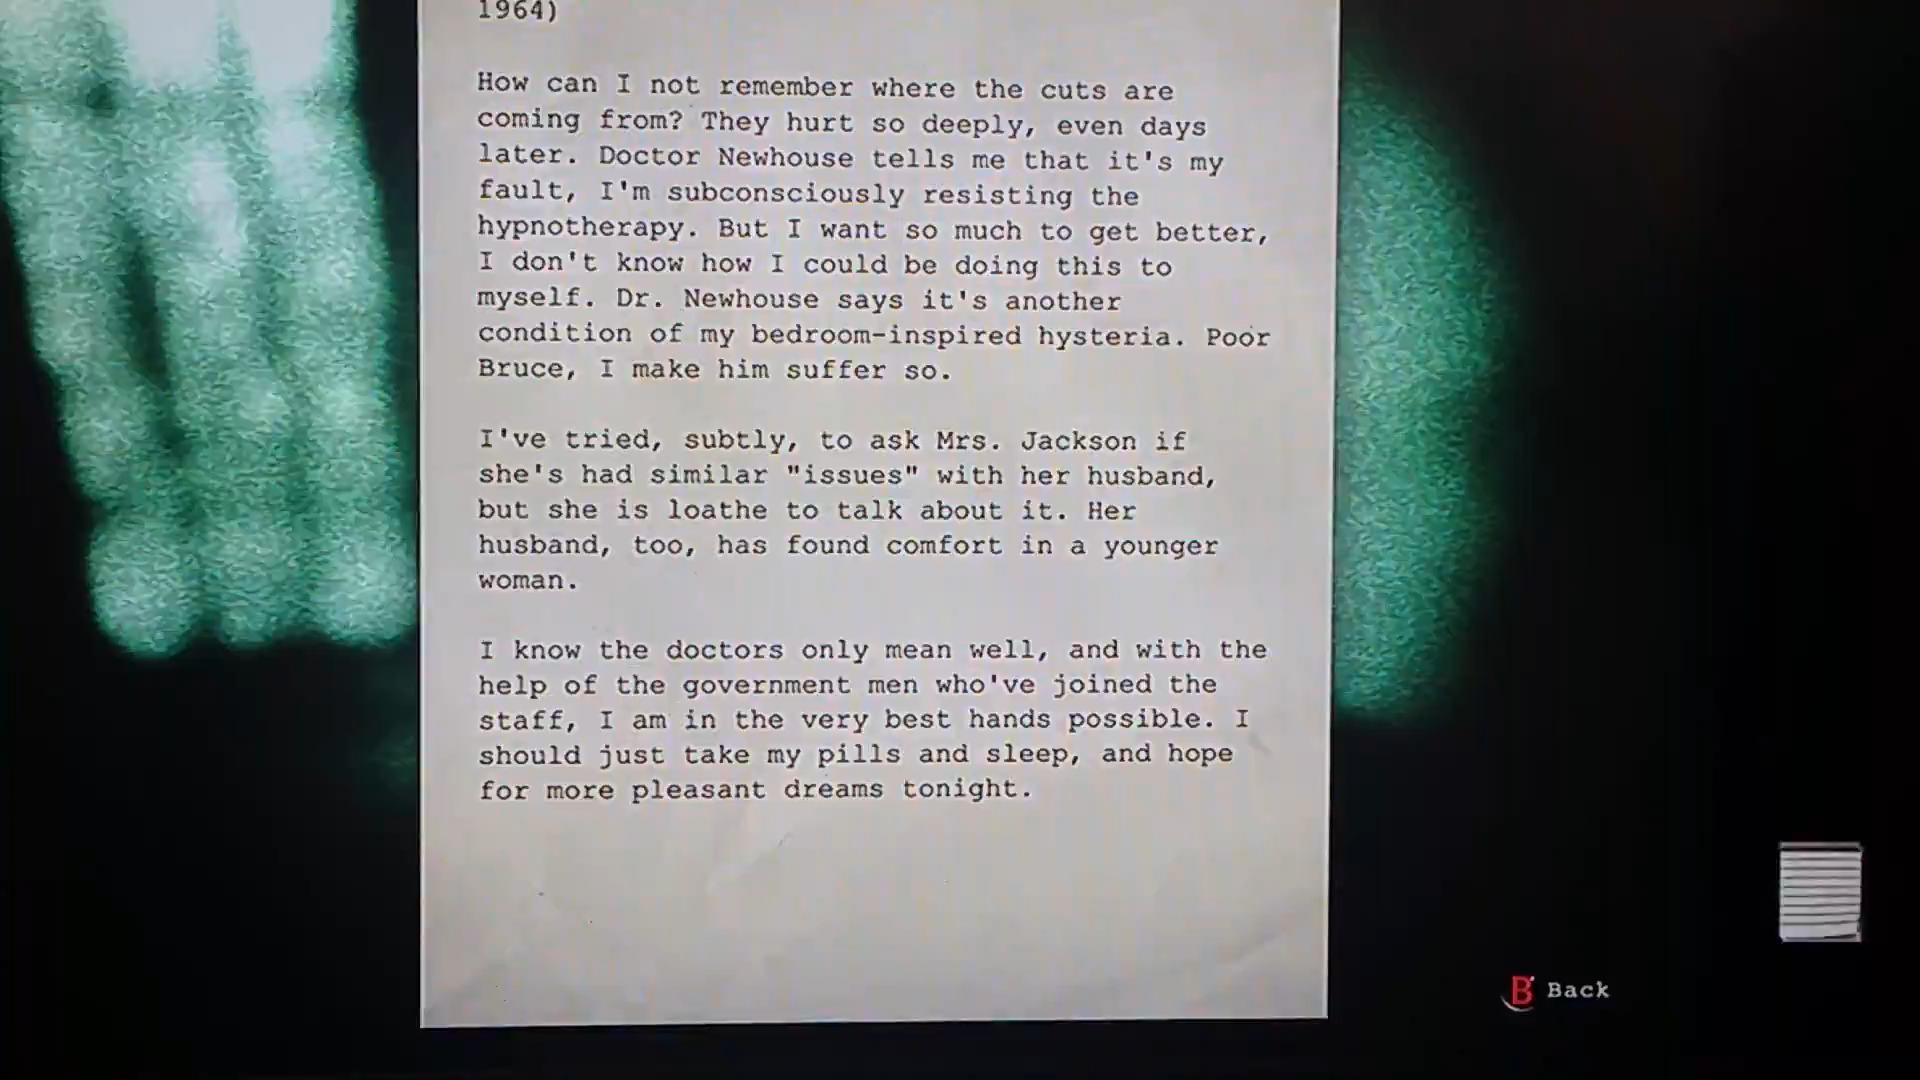 1964)
How can I not remember where the cuts are
coming from? They hurt so deeply, even days
later. Doctor Newhouse tells me that it's my
fault, I'm subconsciously resisting the
hypnotherapy. But I want so much to get better,
I don't know how I could be doing this to
myself. Dr. Newhouse says it's another
condition of my bedroom-inspired hysteria. Poor
Bruce, I make him suffer so.
I've tried, subtly, to ask Mrs. Jackson if
she's had similar "issues" with her husband,
but she is loathe to talk about it. Her
husband, too, has found comfort in a younger
woman.
I know the doctors only mean well, and with the
help of the government men who've joined the
staff, I am in the very best hands possible. I
should just take my pills and sleep, and hope
for more pleasant dreams tonight.
B Back